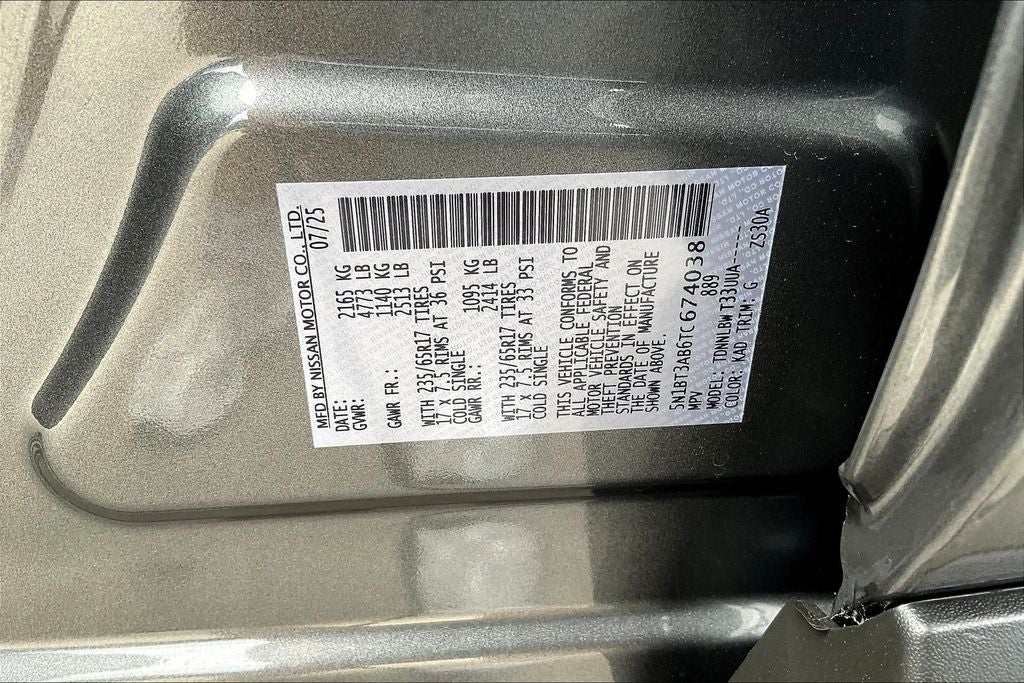 MFD BY NISSAN MOTOR CO., LTD.
DATE: 07/25
GVWR: 2165 KG
4773 LB
GAWR FR.: 1140 KG
2513 LB
WITH 235/65R17 TIRES
17 X 7.5 RIMS AT 36 PSI
COLD SINGLE
GAWR RR.: 1095 KG
2414 LB
WITH 235/65R17 TIRES
17 X 7.5 RIMS AT 33 PSI
COLD SINGLE
THIS VEHICLE CONFORMS TO
ALL APPLICABLE FEDERAL
MOTOR VEHICLE SAFETY AND
THEFT PREVENTION
STANDARDS IN EFFECT ON
THE DATE OF MANUFACTURE
SHOWN ABOVE.
5N1BT3AB6TC674038
MPV 889
MODEL: TDNNLBWT33UUA------
COLOR: KAD TRIM: G ZS30A